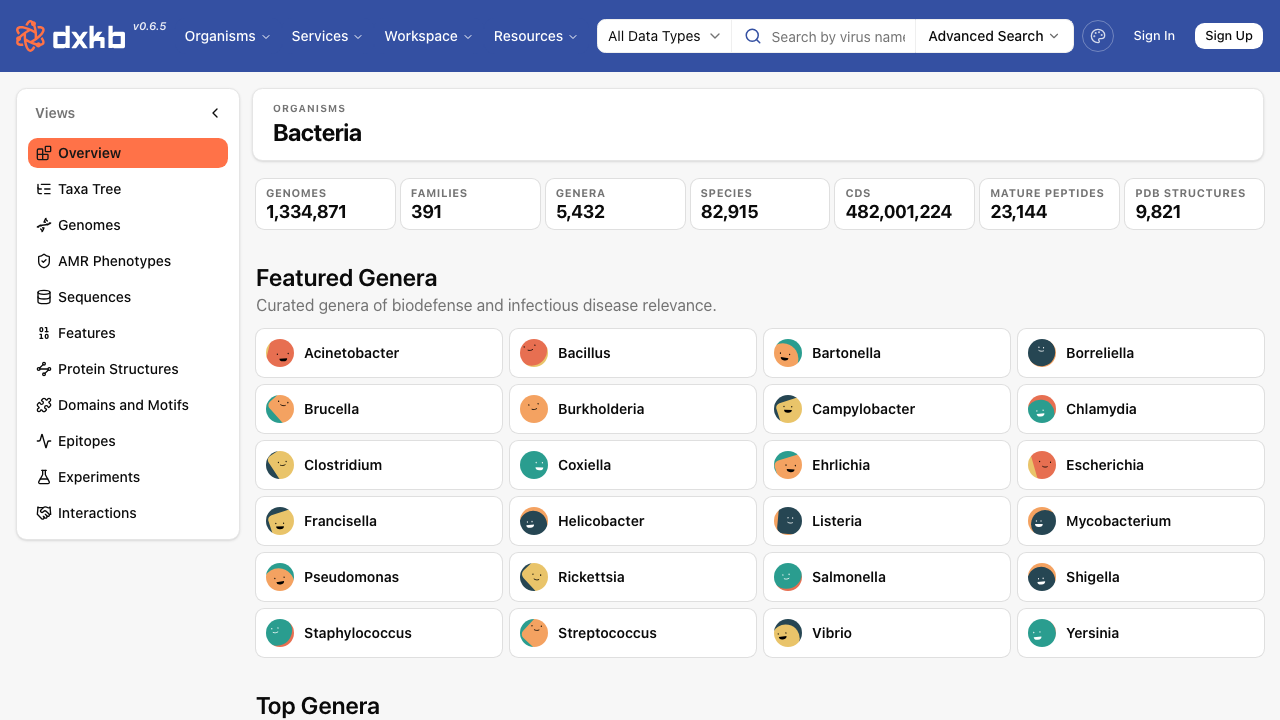 dxkb v0.6.5 Organisms Services Workspace Resources All Data Types Search by virus name Advanced Search Sign In Sign Up
Views
Overview
Taxa Tree
Genomes
AMR Phenotypes
Sequences
Features
Protein Structures
Domains and Motifs
Epitopes
Experiments
Interactions
ORGANISMS
Bacteria
GENOMES FAMILIES GENERA SPECIES CDS MATURE PEPTIDES PDB STRUCTURES
1,334,871 391 5,432 82,915 482,001,224 23,144 9,821
Featured Genera
Curated genera of biodefense and infectious disease relevance.
Acinetobacter Bacillus Bartonella Borreliella
Brucella Burkholderia Campylobacter Chlamydia
Clostridium Coxiella Ehrlichia Escherichia
Francisella Helicobacter Listeria Mycobacterium
Pseudomonas Rickettsia Salmonella Shigella
Staphylococcus Streptococcus Vibrio Yersinia
Top Genera